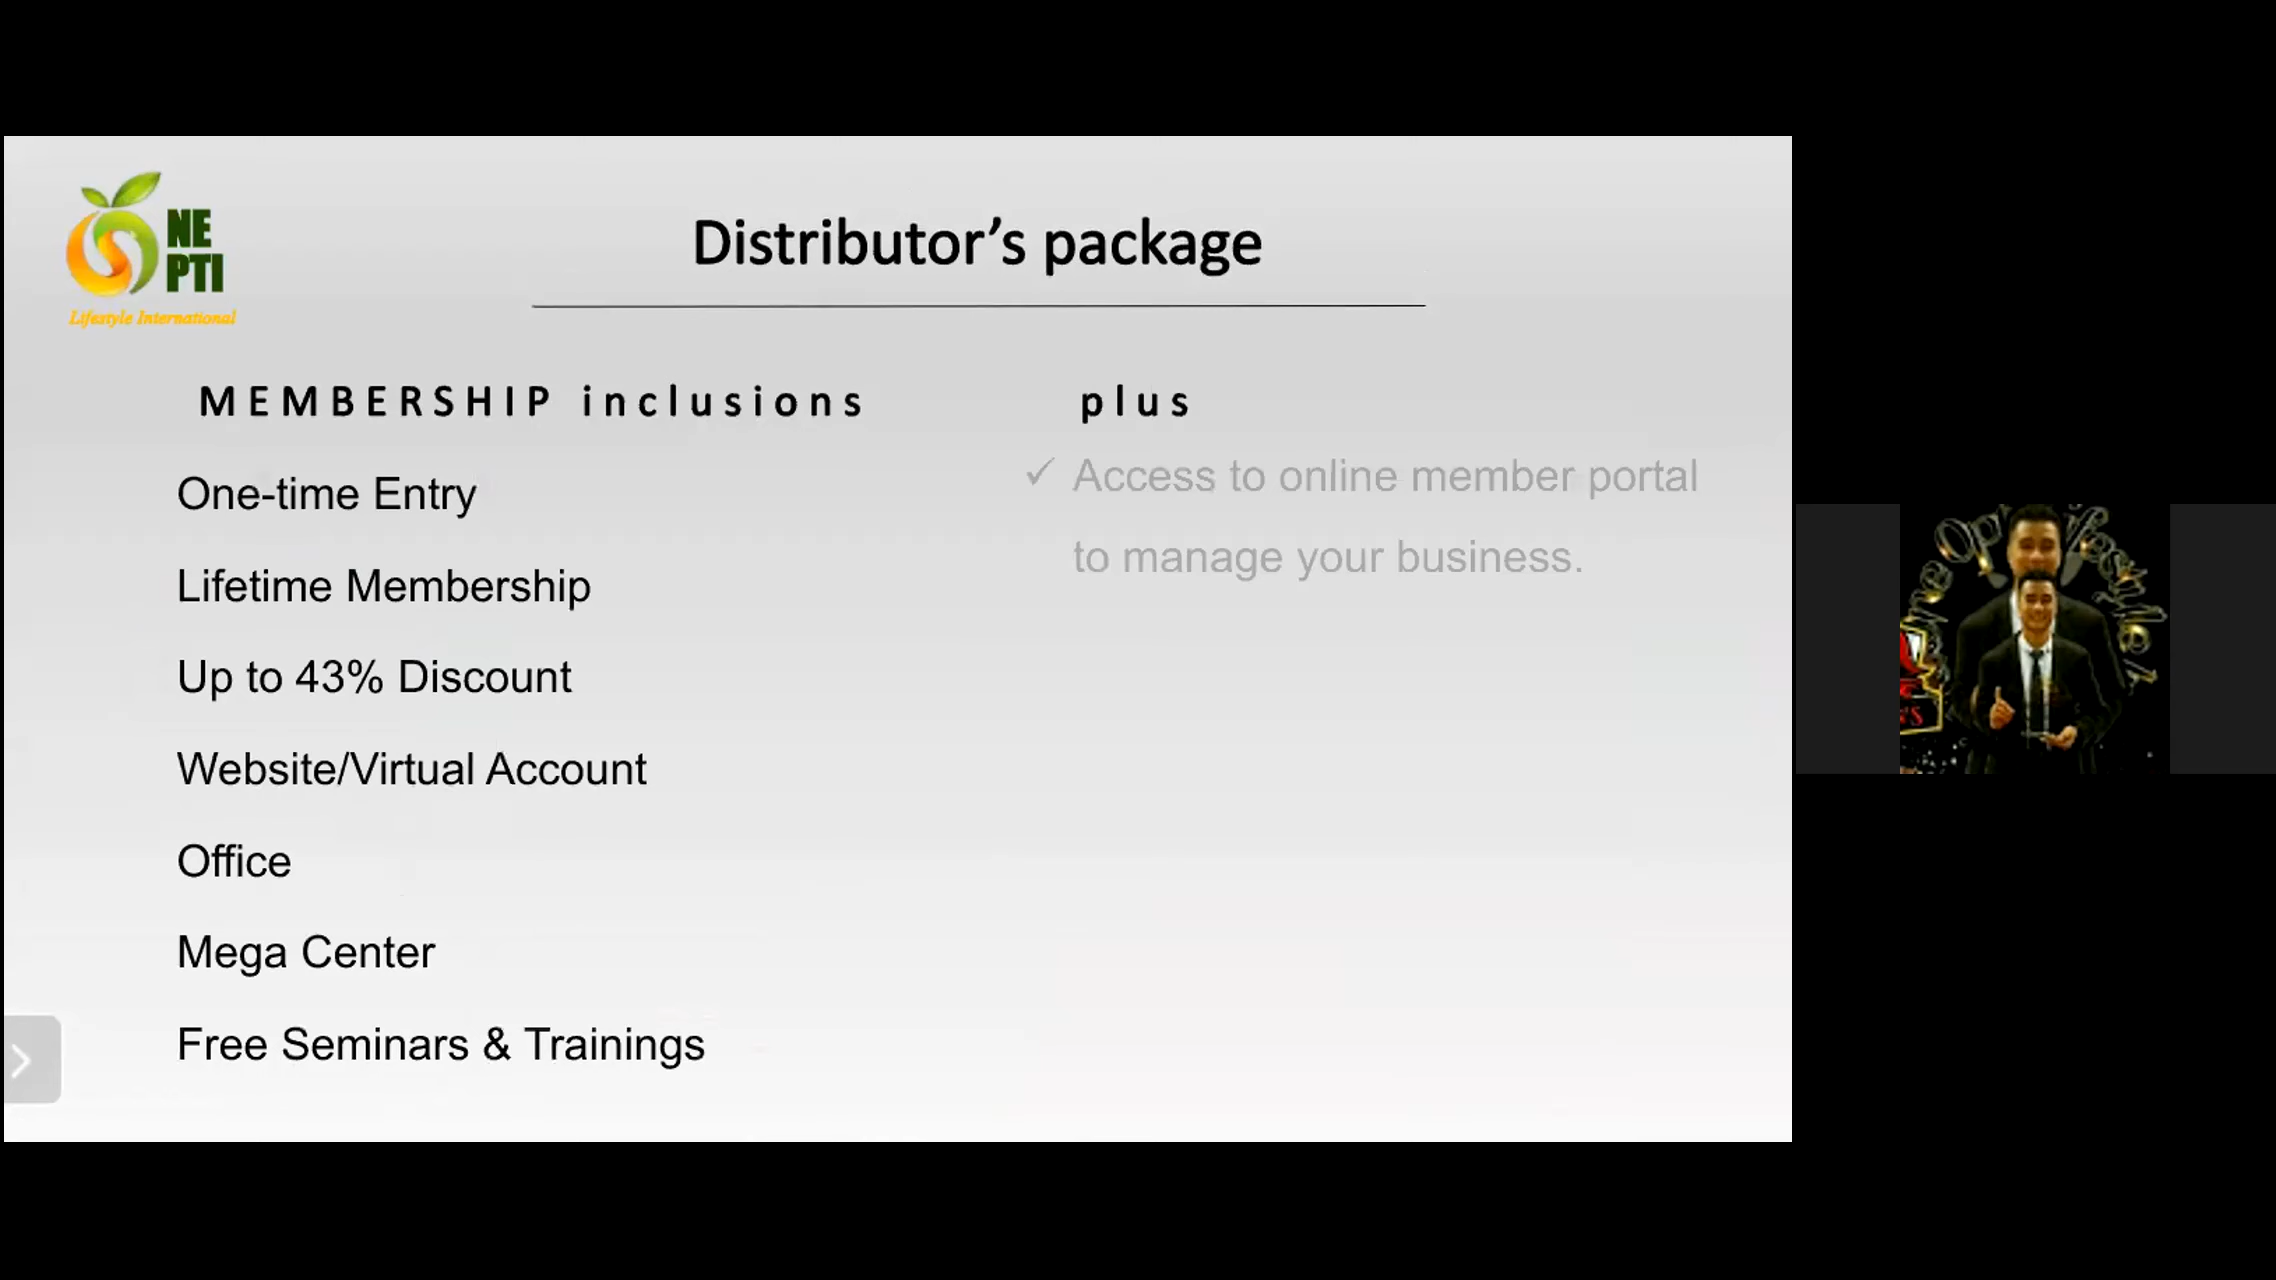 NE
PTI
Lifestyle International
Distributor’s package
MEMBERSHIP inclusions
One-time Entry
Lifetime Membership
Up to 43% Discount
Website/Virtual Account
Office
Mega Center
Free Seminars & Trainings
plus
✓ Access to online member portal
to manage your business.